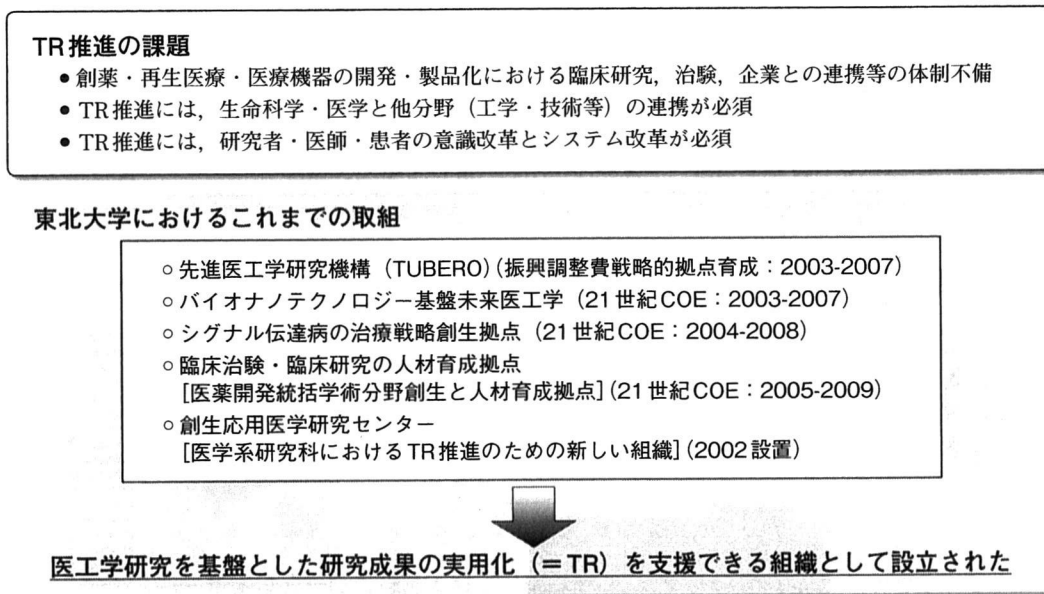 TR推進の課題
● 創薬・再生医療・医療機器の開発・製品化における臨床研究，治験，企業との連携等の体制不備
● TR推進には，生命科学・医学と他分野（工学・技術等）の連携が必須
● TR推進には，研究者・医師・患者の意識改革とシステム改革が必須
東北大学におけるこれまでの取組
○ 先進医工学研究機構（TUBERO）(振興調整費戦略的拠点育成：2003-2007)
○ バイオナノテクノロジー基盤未来医工学（21世紀COE：2003-2007）
○ シグナル伝達病の治療戦略創生拠点（21世紀COE：2004-2008）
○ 臨床治験・臨床研究の人材育成拠点
[医薬開発統括学術分野創生と人材育成拠点]（21世紀COE：2005-2009）
○ 創生応用医学研究センター
[医学系研究科におけるTR推進のための新しい組織]（2002設置）
医工学研究を基盤とした研究成果の実用化（＝TR）を支援できる組織として設立された